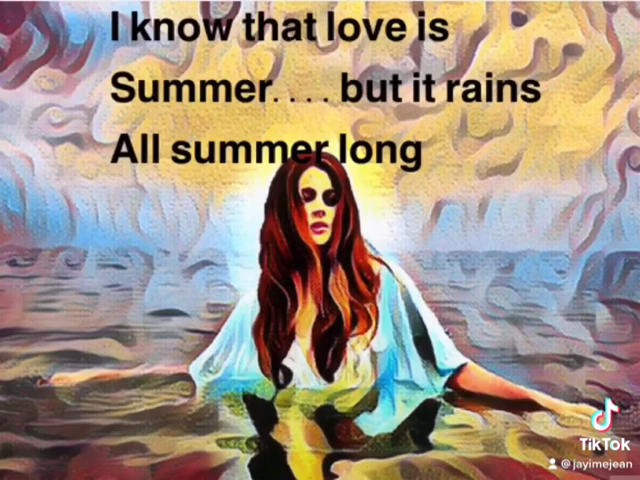 I know that love is
Summer.... but it rains
All summer long
TikTok
@jayimejean